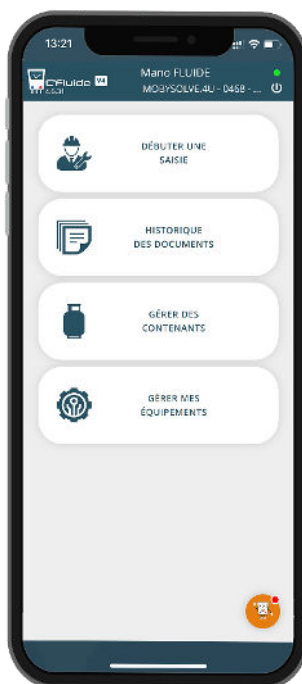 13:21
CFluide V4
Mano FLUIDE
MOBYSOLVE.4U - 0468 - ...
DÉBUTER UNE
SAISIE
HISTORIQUE
DES DOCUMENTS
GÉRER DES
CONTENANTS
GÉRER MES
ÉQUIPEMENTS